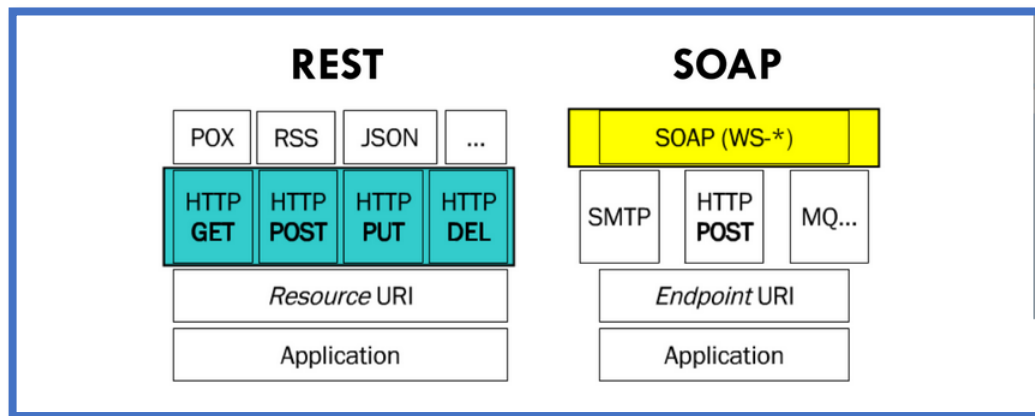 REST
POX RSS JSON ...
HTTP GET HTTP POST HTTP PUT HTTP DEL
Resource URI
Application
SOAP
SOAP (WS-*)
SMTP HTTP POST MQ...
Endpoint URI
Application